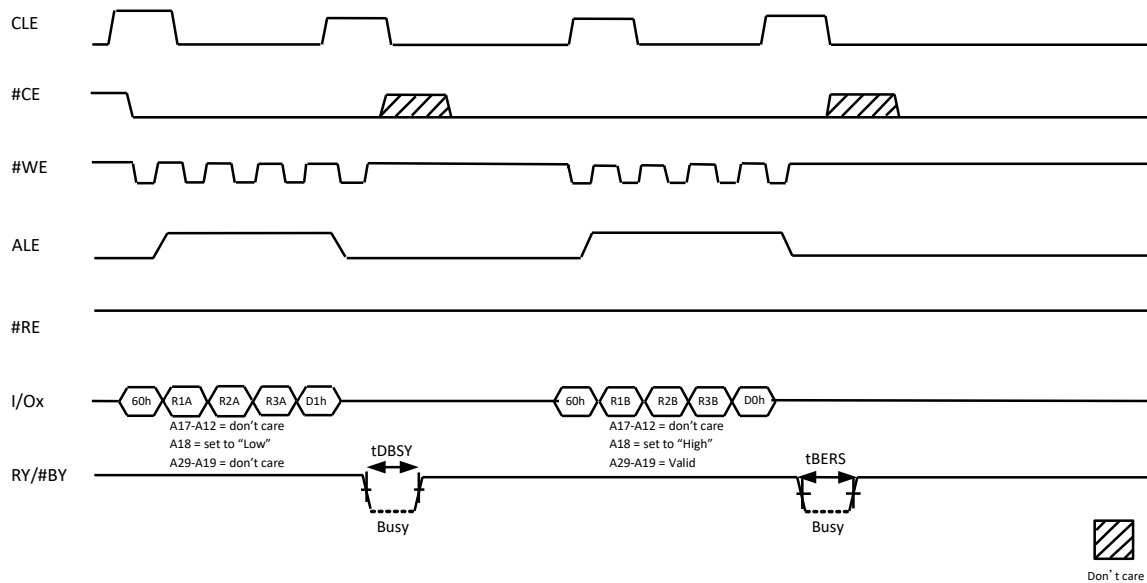 CLE
#CE
#WE
ALE
#RE
I/Ox
60h R1A R2A R3A D1h 60h R1B R2B R3B D0h
A17-A12 = don't care
A18 = set to “Low”
A29-A19 = don't care
A17-A12 = don't care
A18 = set to “High”
A29-A19 = Valid
tDBSY
tBERS
RY/#BY
Busy
Busy
Don't care